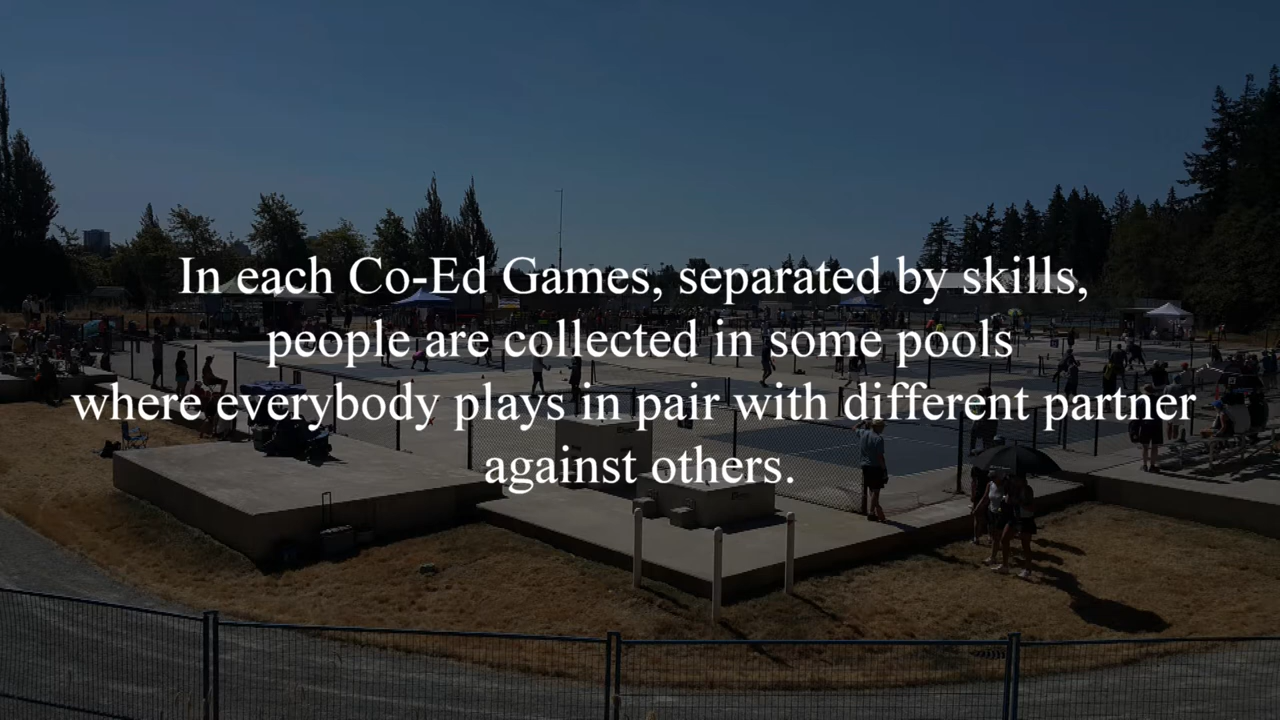 In each Co-Ed Games, separated by skills,
people are collected in some pools
where everybody plays in pair with different partner
against others.